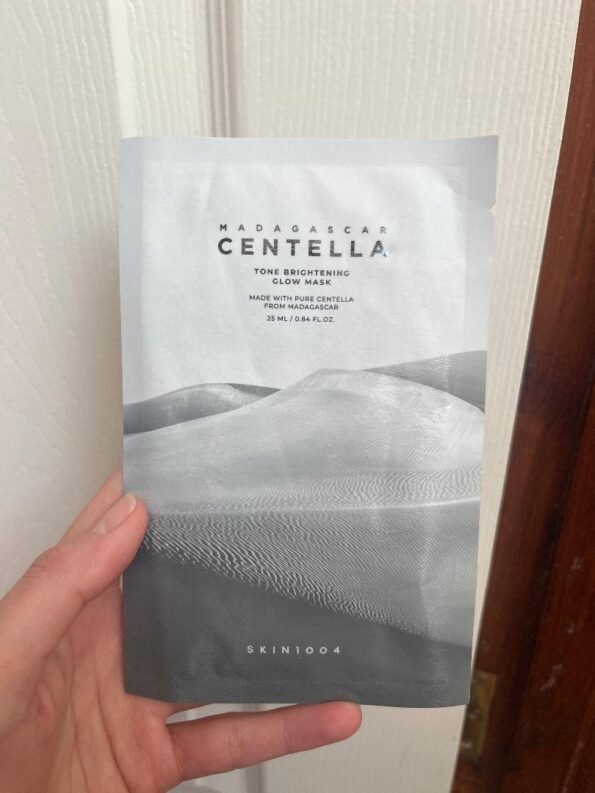 MADAGASCAR
CENTELLA
TONE BRIGHTENING
GLOW MASK
MADE WITH PURE CENTELLA
FROM MADAGASCAR
25 ML / 0.84 FL.OZ.
SKIN1004